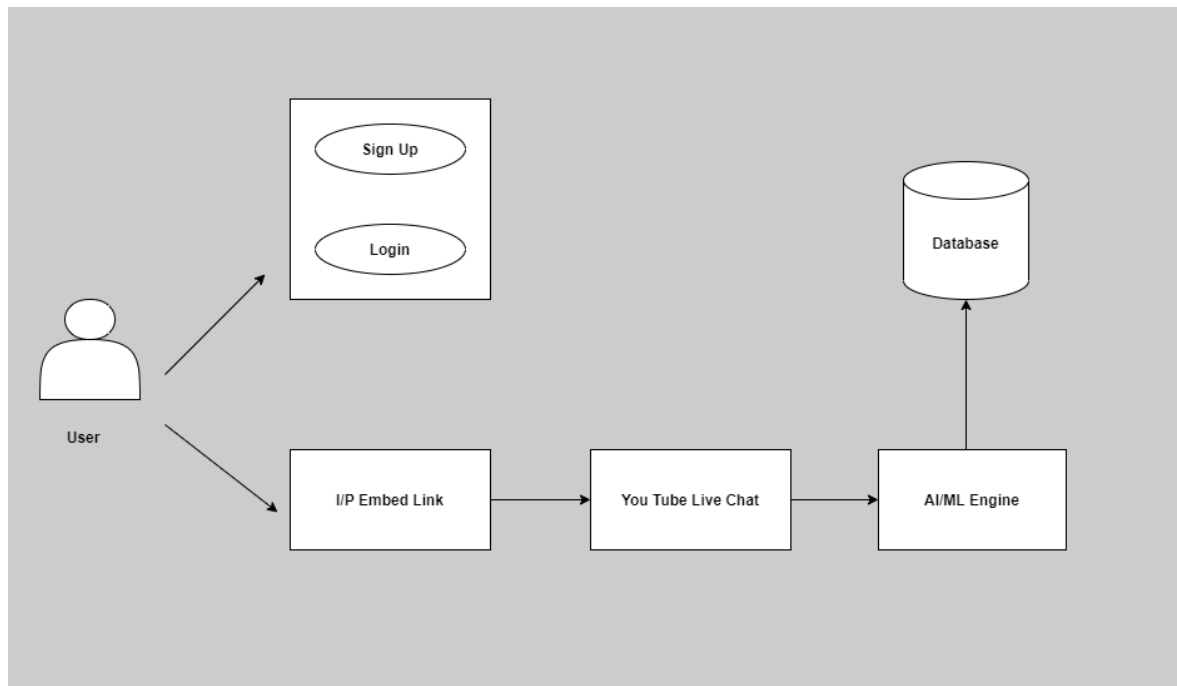 Sign Up
Login
Database
User
I/P Embed Link
You Tube Live Chat
AI/ML Engine